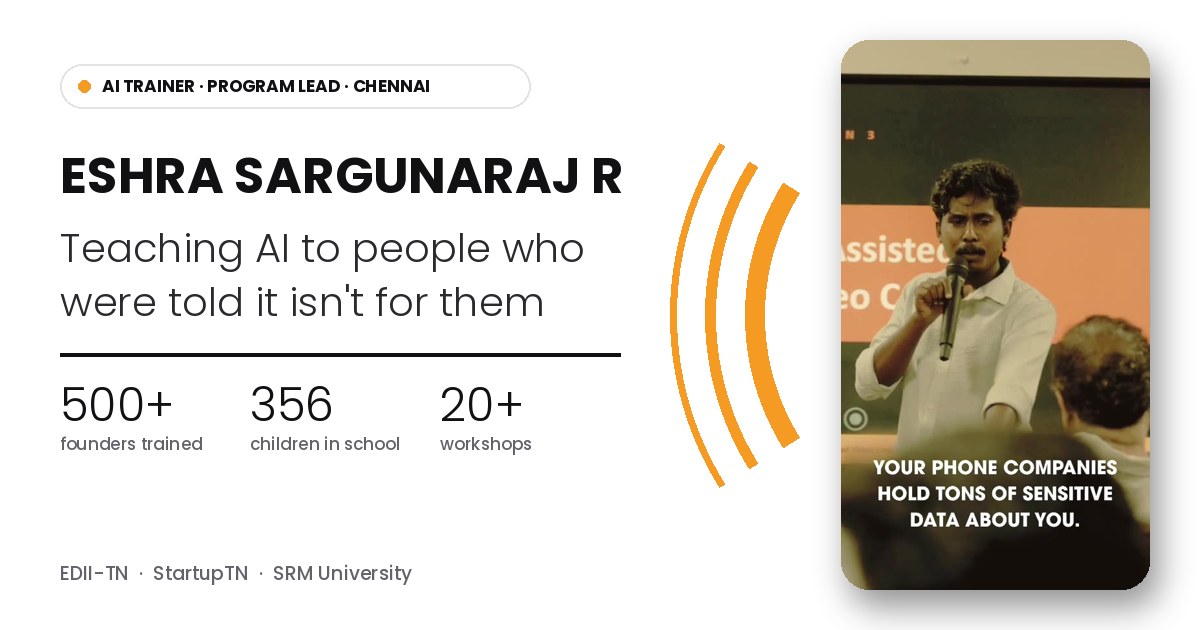 AI TRAINER · PROGRAM LEAD · CHENNAI
ESHRA SARGUNARAJ R
Teaching AI to people who
were told it isn't for them
500+
founders trained
356
children in school
20+
workshops
EDII-TN · StartupTN · SRM University
N 3
YOUR PHONE COMPANIES
HOLD TONS OF SENSITIVE
DATA ABOUT YOU.